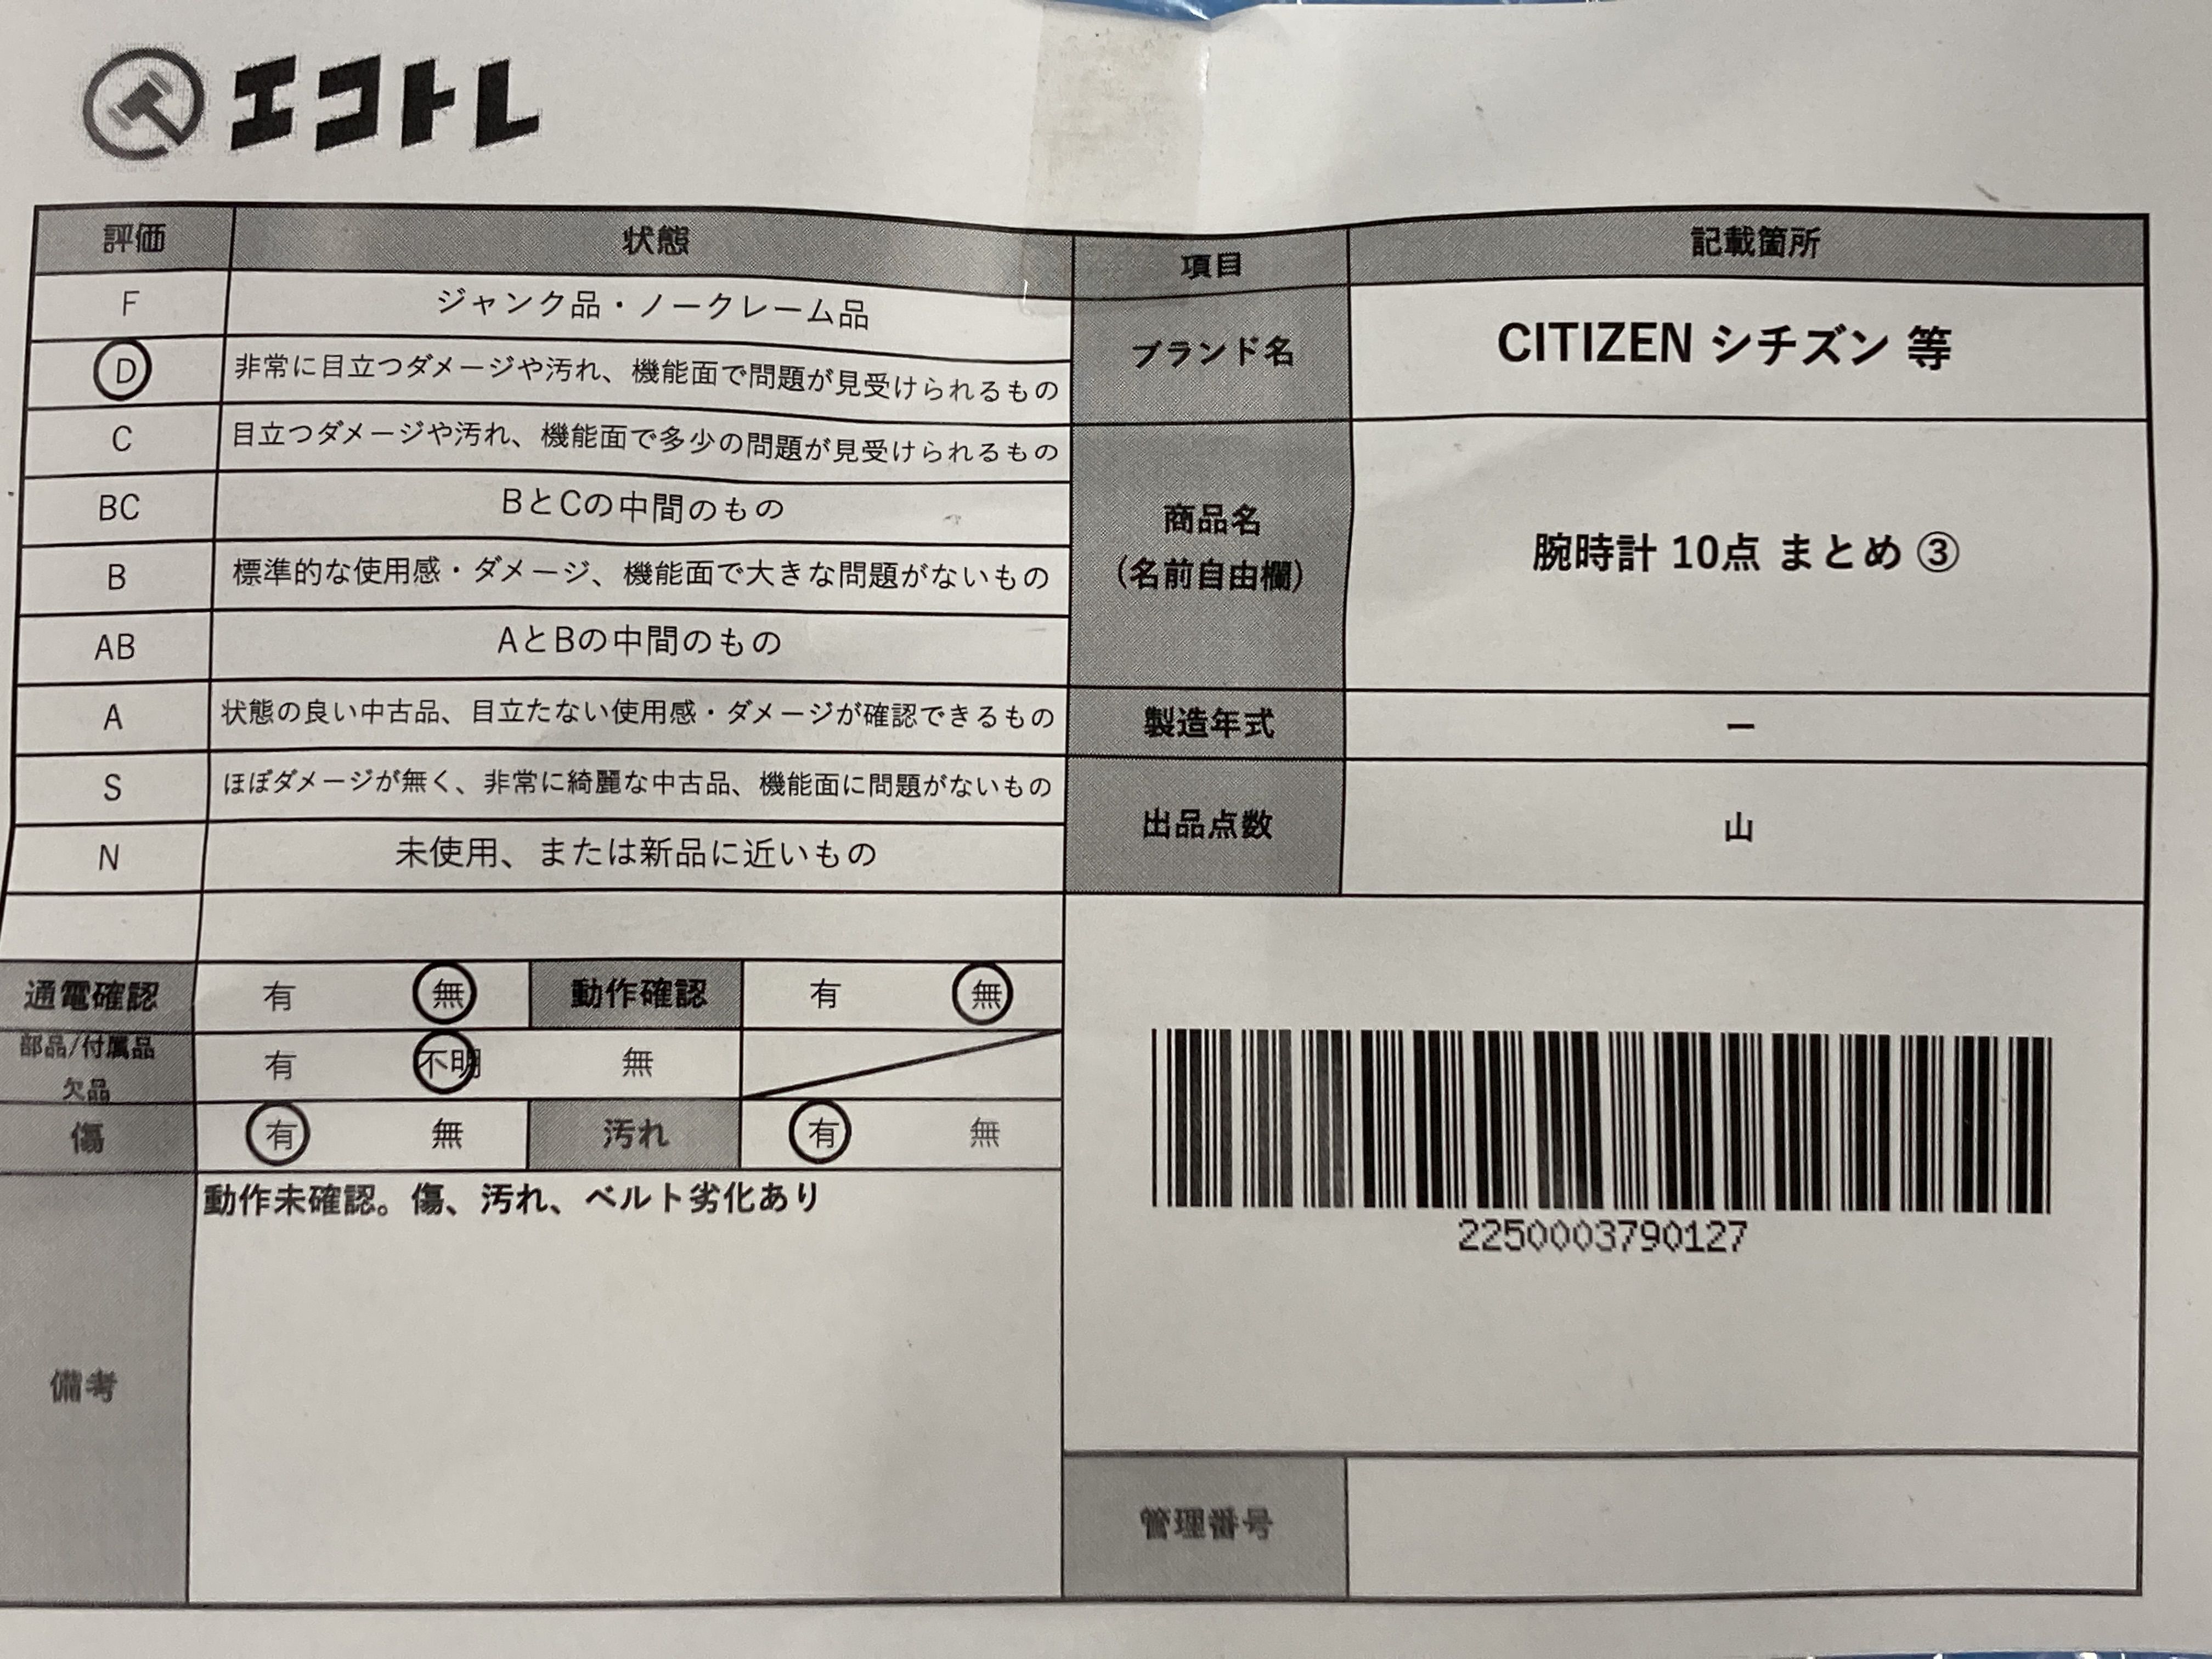 エコトレ
評価 状態
F ジャンク品・ノークレーム品
D 非常に目立つダメージや汚れ、機能面で問題が見受けられるもの
C 目立つダメージや汚れ、機能面で多少の問題が見受けられるもの
BC BとCの中間のもの
B 標準的な使用感・ダメージ、機能面で大きな問題がないもの
AB AとBの中間のもの
A 状態の良い中古品、目立たない使用感・ダメージが確認できるもの
S ほぼダメージが無く、非常に綺麗な中古品、機能面に問題がないもの
N 未使用、または新品に近いもの
通電確認 有 無 動作確認 有 無
部品/付属品
欠品
有 不明 無
傷 有 無 汚れ 有 無
備考
動作未確認。傷、汚れ、ベルト劣化あり
項目 記載箇所
ブランド名 CITIZEN シチズン 等
商品名
(名前自由欄)
腕時計 10点 まとめ ③
製造年式 ー
出品点数 山
2250003790127
管理番号